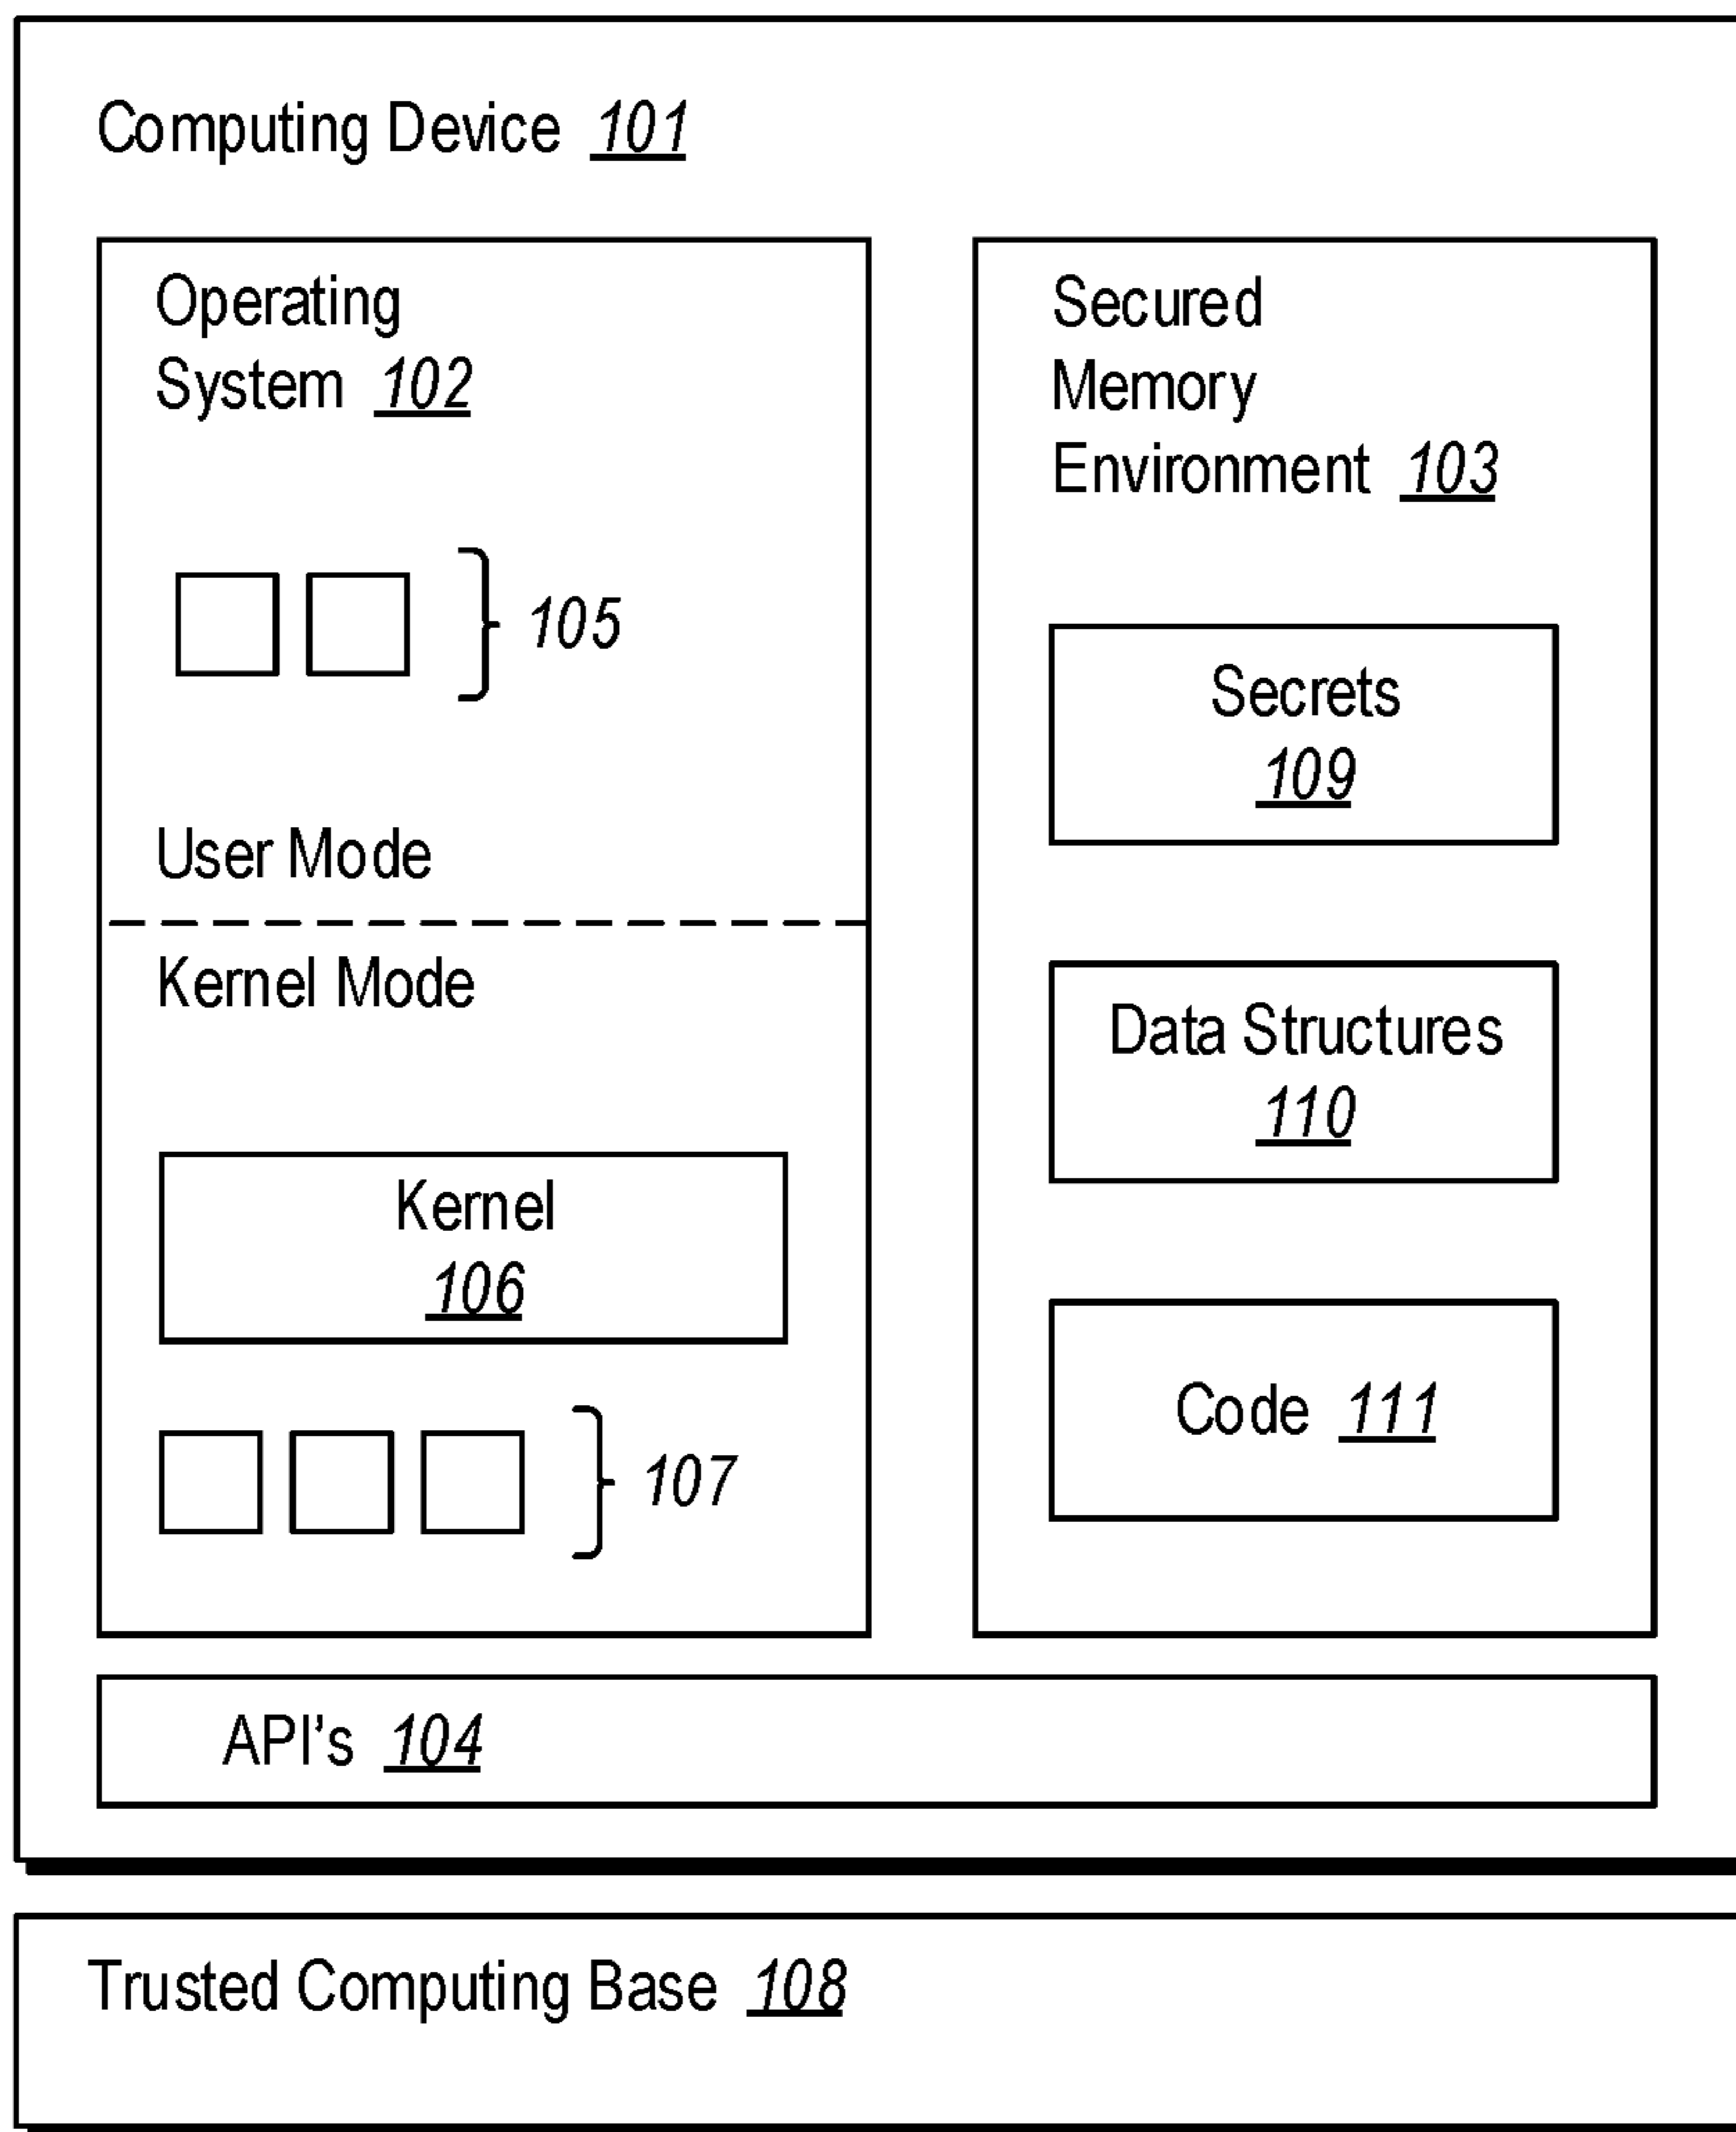 Computing Device 101
Operating
System 102
105
User Mode
Kernel Mode
Kernel
106
107
Secured
Memory
Environment 103
Secrets
109
Data Structures
110
Code 111
API's 104
Trusted Computing Base 108